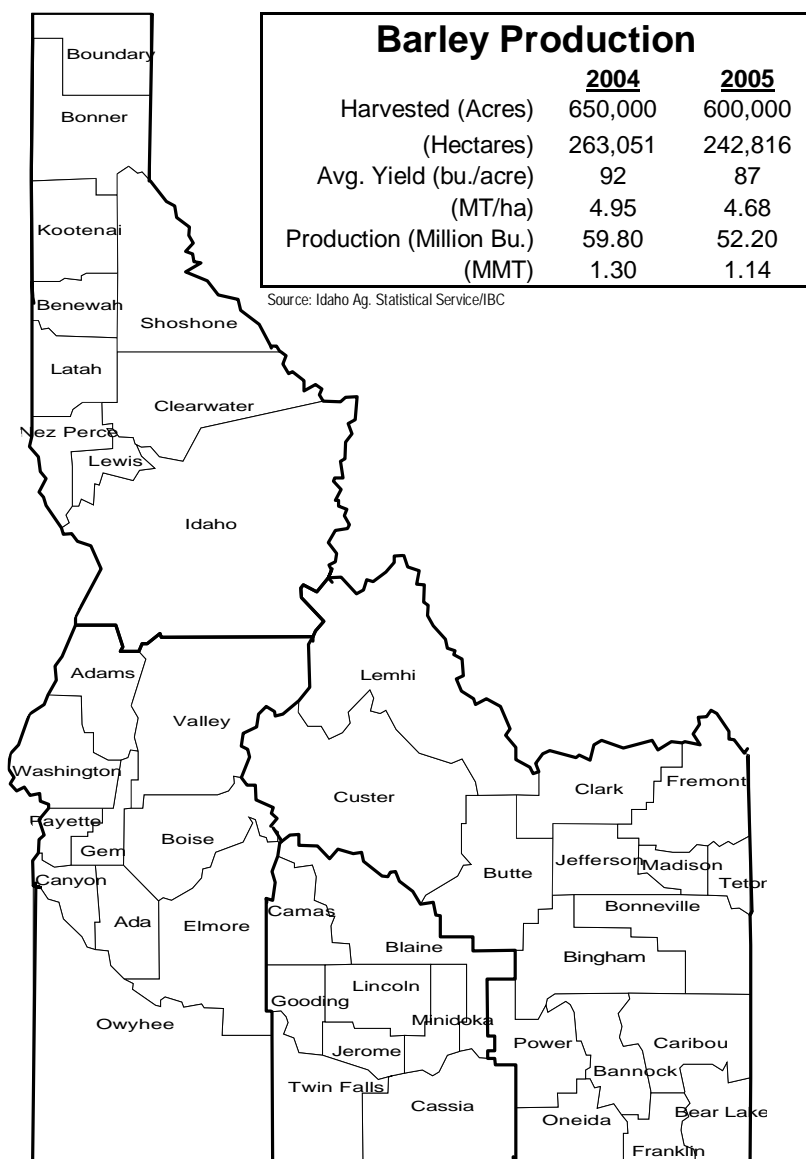 Barley Production
2004 2005
Harvested (Acres) 650,000 600,000
(Hectares) 263,051 242,816
Avg. Yield (bu./acre) 92 87
(MT/ha) 4.95 4.68
Production (Million Bu.) 59.80 52.20
(MMT) 1.30 1.14
Source: Idaho Ag. Statistical Service/IBC
Boundary
Bonner
Kootenai
Benewah
Shoshone
Latah
Clearwater
Nez Perce
Lewis
Idaho
Adams
Lemhi
Valley
Washington
Custer
Clark
Fremont
Payette
Gem
Boise
Butte
Jefferson
Madison
Teton
Canyon
Ada
Elmore
Camas
Blaine
Bonneville
Bingham
Gooding
Lincoln
Minidoka
Owyhee
Jerome
Power
Caribou
Bannock
Twin Falls
Cassia
Oneida
Bear Lake
Franklin